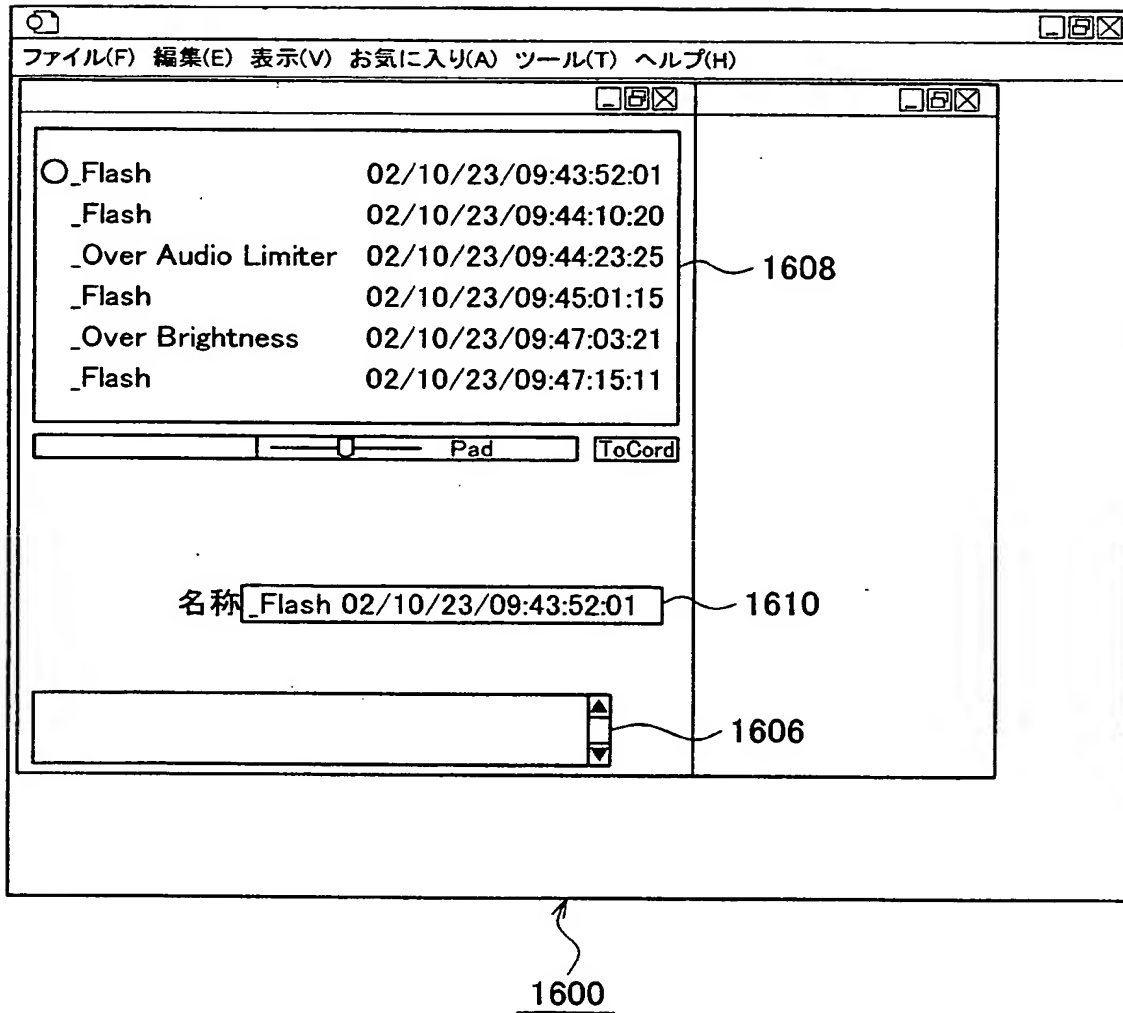 ファイル(F) 編集(E) 表示(V) お気に入り(A) ツール(T) ヘルプ(H)
_Flash 02/10/23/09:43:52:01
_Flash 02/10/23/09:44:10:20
_Over Audio Limiter 02/10/23/09:44:23:25
1608
_Flash 02/10/23/09:45:01:15
_Over Brightness 02/10/23/09:47:03:21
_Flash 02/10/23/09:47:15:11
Pad ToCord
名称 _Flash 02/10/23/09:43:52:01 1610
1606
1600